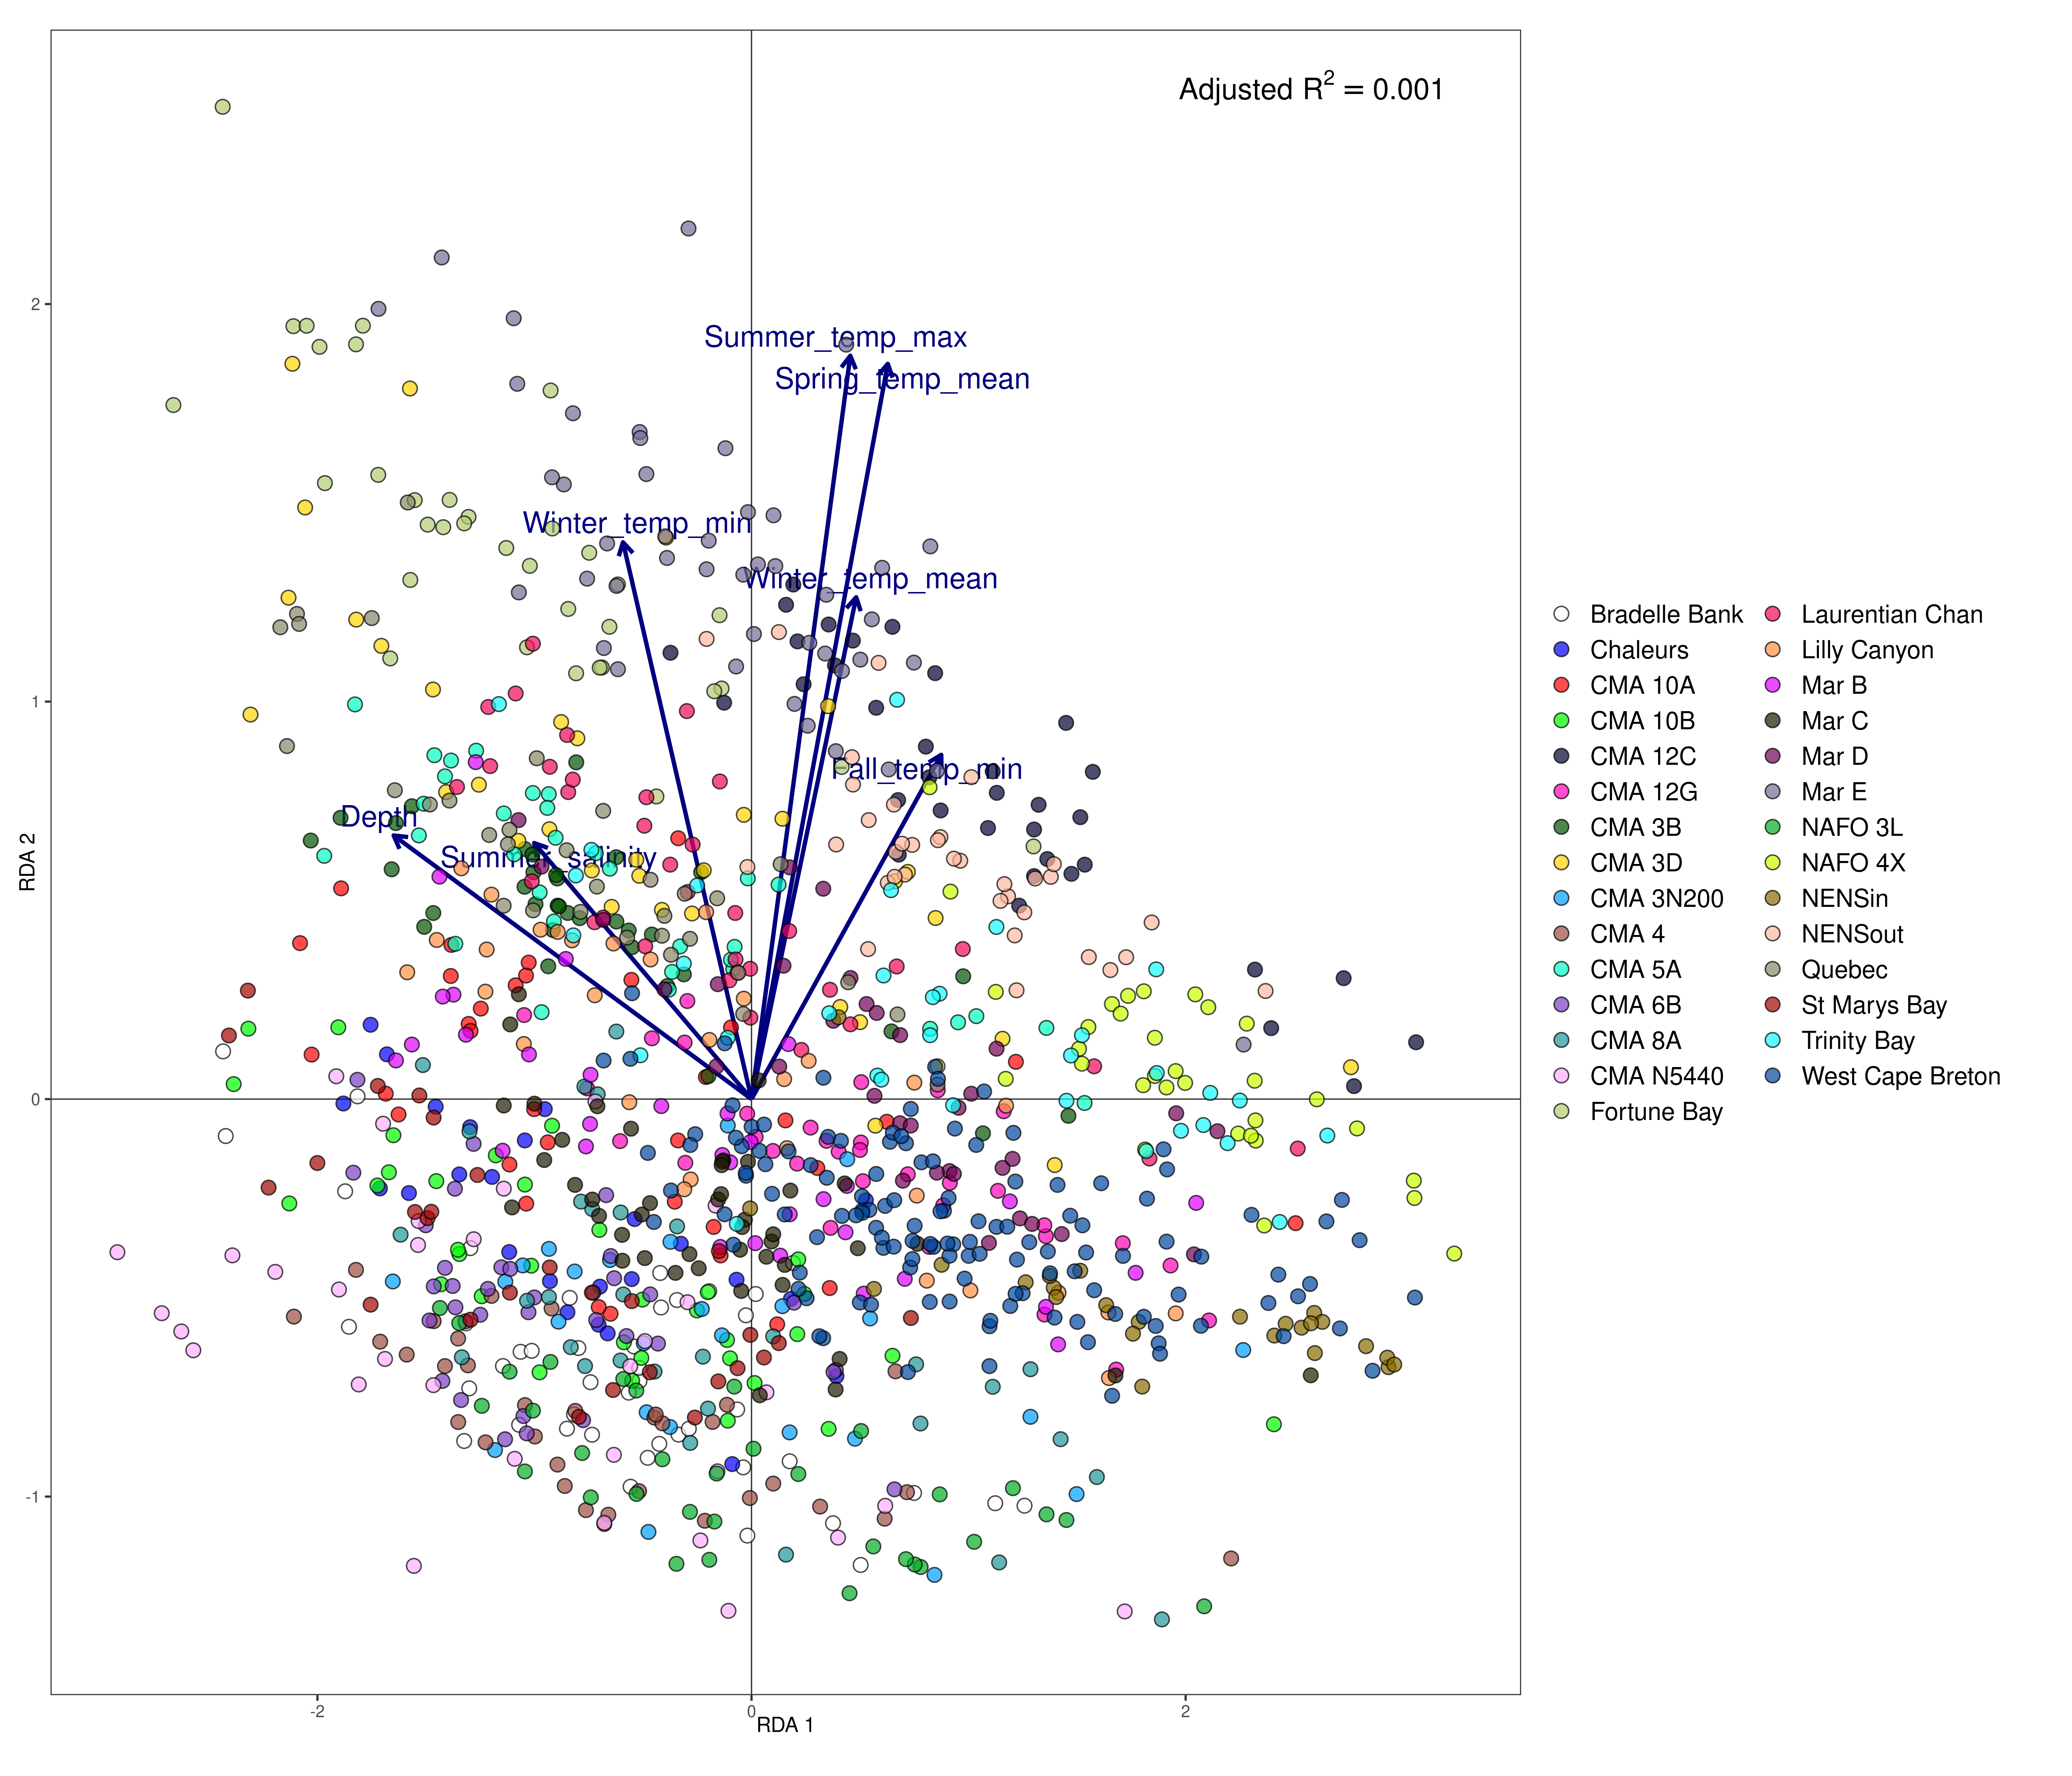 Adjusted R2 = 0.001
2
Summer_temp_max
Spring_temp_mean
Winter_temp_min
Winter_temp_mean
1
Fall_temp_min
Depth
Summer_salinity
RDA 2
0
-1
-2
0
2
RDA 1
Bradelle Bank
Chaleurs
CMA 10A
CMA 10B
CMA 12C
CMA 12G
CMA 3B
CMA 3D
CMA 3N200
CMA 4
CMA 5A
CMA 6B
CMA 8A
CMA N5440
Fortune Bay
Laurentian Chan
Lilly Canyon
Mar B
Mar C
Mar D
Mar E
NAFO 3L
NAFO 4X
NENSin
NENSout
Quebec
St Marys Bay
Trinity Bay
West Cape Breton